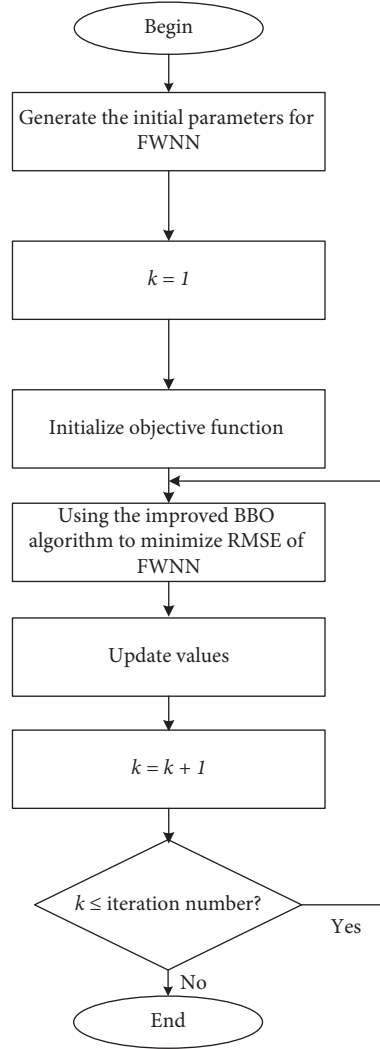 Begin
Generate the initial parameters for
FWNN
k = 1
Initialize objective function
Using the improved BBO
algorithm to minimize RMSE of
FWNN
Update values
k = k + 1
k ≤ iteration number?
Yes
No
End